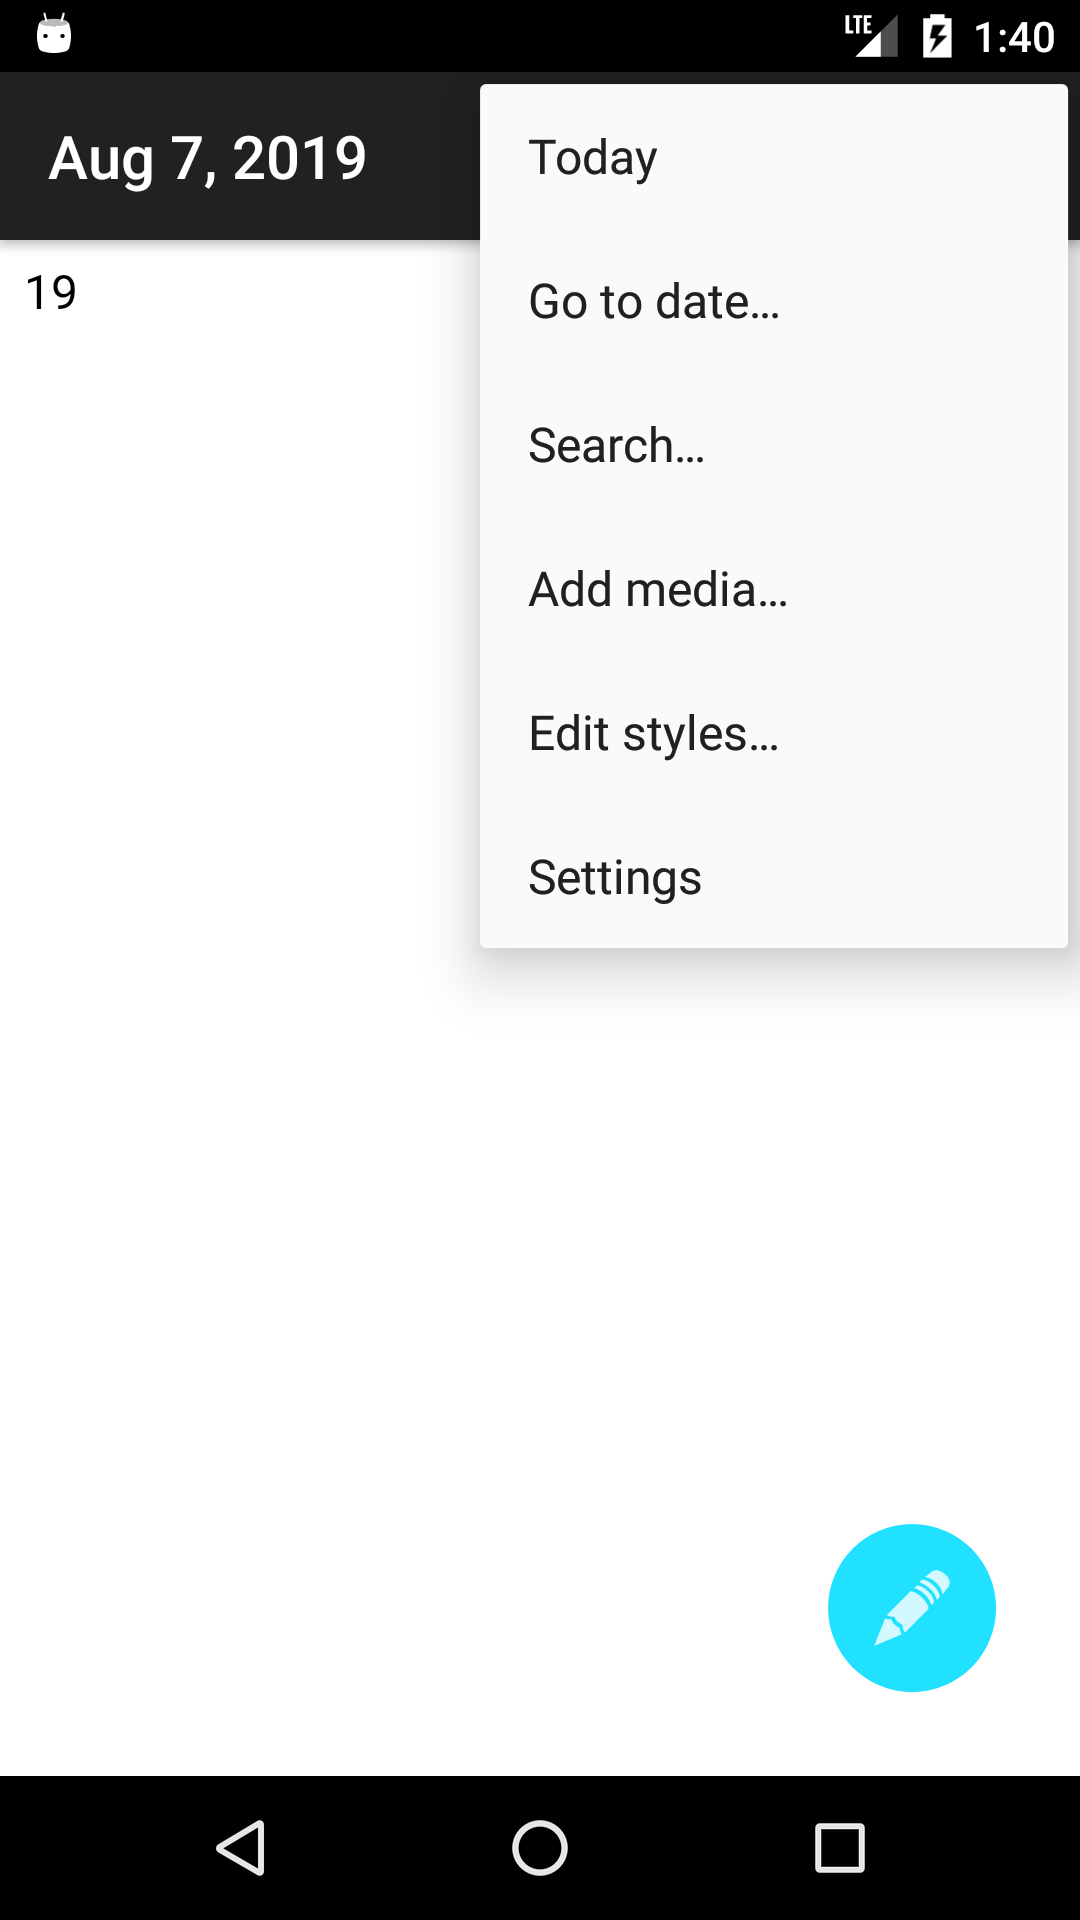 LTE 1:40
Aug 7, 2019
19
Today
Go to date...
Search...
Add media...
Edit styles...
Settings